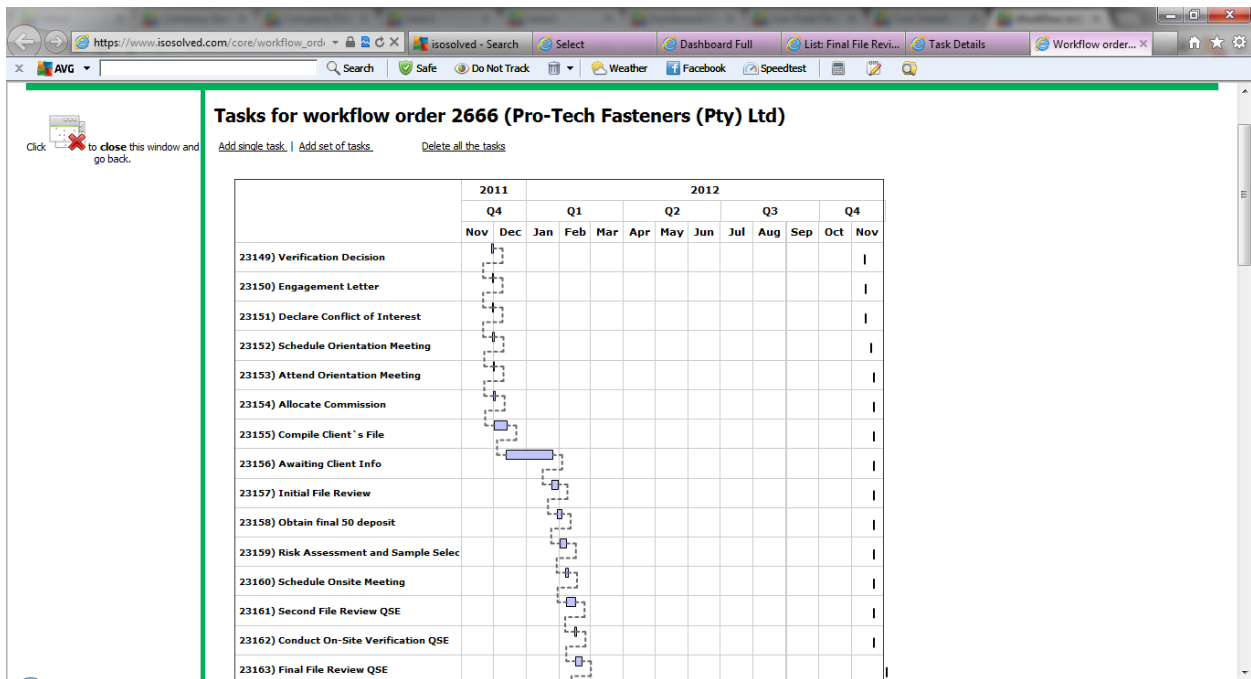 https://www.isosolved.com/core/workflow_ord
isosolved - Search
Select
Dashboard Full
List: Final File Revi...
Task Details
Workflow order...
AVG
Search
Safe
Do Not Track
Weather
Facebook
Speedtest
Click to close this window and
go back.
Tasks for workflow order 2666 (Pro-Tech Fasteners (Pty) Ltd)
Add single task | Add set of tasks Delete all the tasks
2011 2012
Q4 Q1 Q2 Q3 Q4
Nov Dec Jan Feb Mar Apr May Jun Jul Aug Sep Oct Nov
23149) Verification Decision
23150) Engagement Letter
23151) Declare Conflict of Interest
23152) Schedule Orientation Meeting
23153) Attend Orientation Meeting
23154) Allocate Commission
23155) Compile Client`s File
23156) Awaiting Client Info
23157) Initial File Review
23158) Obtain final 50 deposit
23159) Risk Assessment and Sample Selec
23160) Schedule Onsite Meeting
23161) Second File Review QSE
23162) Conduct On-Site Verification QSE
23163) Final File Review QSE